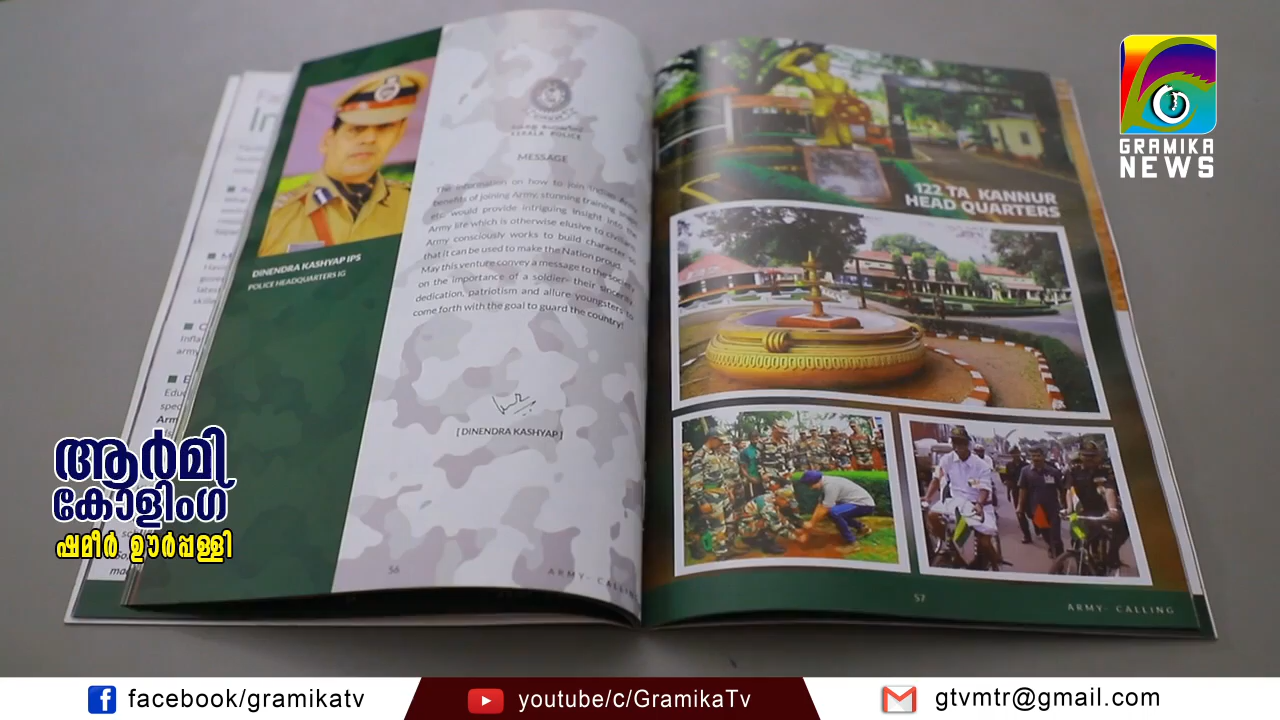 GRAMIKA
NEWS
KERALA POLICE
MESSAGE
The information on how to join Indian Army,
benefits of joining Army, stunning training
etc. would provide intriguing insight into the
Army life which is otherwise elusive to
Army consciously works to build character so
that it can be used to make the Nation proud.
May this venture convey a message to the society
on the importance of a soldier- their sincerity
dedication, patriotism and allure youngsters to
come forth with the goal to guard the country!
[ DINENDRA KASHYAP ]
DINENDRA KASHYAP IPS
POLICE HEADQUARTERS IG
56
ARMY- CALLING
122 TA KANNUR
HEAD QUARTERS
57
ARMY- CALLING
ആർമി
കോളിംഗ്
ഷമീർ ഊർപ്പള്ളി
facebook/gramikatv
youtube/c/GramikaTv
gtvmtr@gmail.com